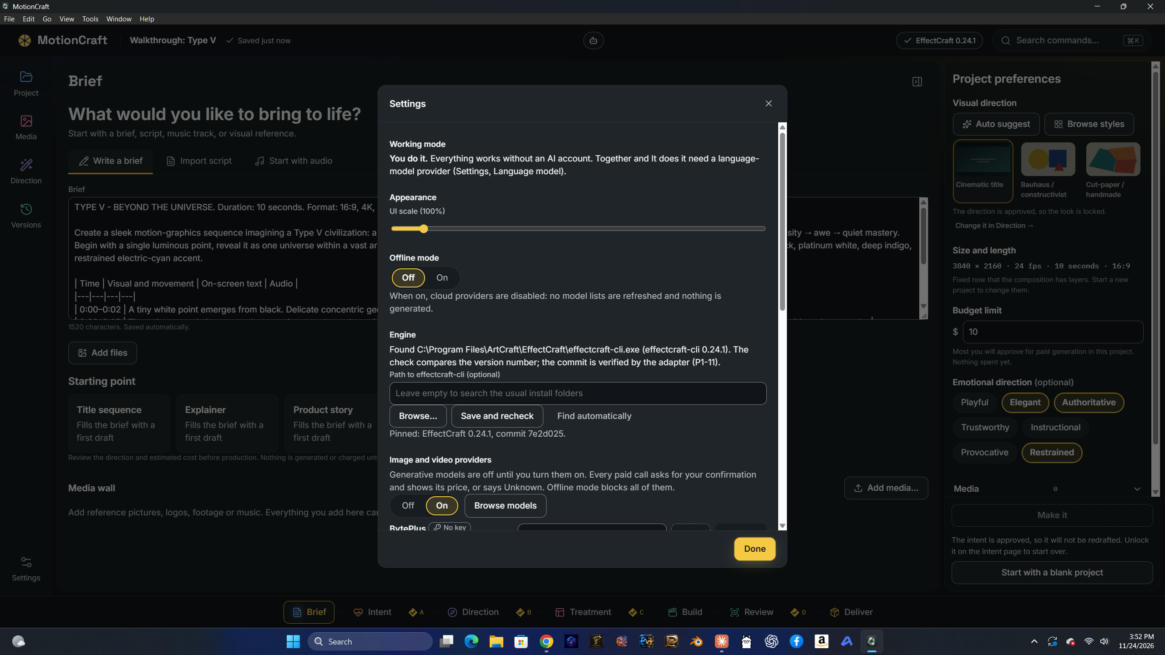 MotionCraft
File Edit Go View Tools Window Help
MotionCraft
Walkthrough: Type V
Saved just now
EffectCraft 0.24.1
Search commands...
⌘K
Project
Media
Direction
Versions
Settings
Brief
What would you like to bring to life?
Start with a brief, script, music track, or visual reference.
Write a brief
Import script
Start with audio
Brief
TYPE V - BEYOND THE UNIVERSE. Duration: 10 seconds. Format: 16:9, 4K,
Create a sleek motion-graphics sequence imagining a Type V civilization: a
osity → awe → quiet mastery.
Begin with a single luminous point, reveal it as one universe within a vast ar
ck, platinum white, deep indigo,
restrained electric-cyan accent.
| Time | Visual and movement | On-screen text | Audio |
|---|---|---|---|
| 0:00–0:02 | A tiny white point emerges from black. Delicate concentric ge
1520 characters. Saved automatically.
Add files
Starting point
Title sequence
Fills the brief with a
first draft
Explainer
Fills the brief with a
first draft
Product story
Fills the brief with a
first draft
Review the direction and estimated cost before production. Nothing is generated or charged unti
Media wall
Add reference pictures, logos, footage or music. Everything you add here ca
Add media...
Settings
Working mode
You do it. Everything works without an AI account. Together and It does it need a language-
model provider (Settings, Language model).
Appearance
UI scale (100%)
Offline mode
Off
On
When on, cloud providers are disabled: no model lists are refreshed and nothing is
generated.
Engine
Found C:\Program Files\ArtCraft\EffectCraft\effectcraft-cli.exe (effectcraft-cli 0.24.1). The
check compares the version number; the commit is verified by the adapter (P1-11).
Path to effectcraft-cli (optional)
Leave empty to search the usual install folders
Browse...
Save and recheck
Find automatically
Pinned: EffectCraft 0.24.1, commit 7e2d025.
Image and video providers
Generative models are off until you turn them on. Every paid call asks for your confirmation
and shows its price, or says Unknown. Offline mode blocks all of them.
Off
On
Browse models
BytePlus
No key
Done
Project preferences
Visual direction
Auto suggest
Browse styles
Cinematic title
Bauhaus /
constructivist
Cut-paper /
handmade
The direction is approved, so the look is locked.
Change it in Direction →
Size and length
3840 × 2160 · 24 fps · 10 seconds · 16:9
Fixed now that the composition has layers. Start a new
project to change them.
Budget limit
$
10
Most you will approve for paid generation in this project.
Nothing spent yet.
Emotional direction (optional)
Playful
Elegant
Authoritative
Trustworthy
Instructional
Provocative
Restrained
Media
0
Make it
The intent is approved, so it will not be redrafted. Unlock
it on the Intent page to start over.
Start with a blank project
Brief
Intent
A
Direction
B
Treatment
C
Build
Review
D
Deliver
Search
3:52 PM
11/24/2026